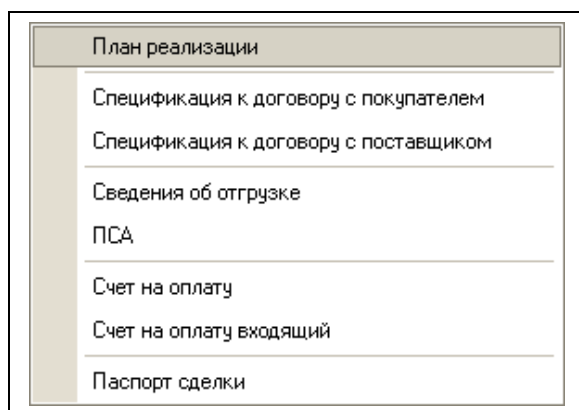 План реализации
Спецификация к договору с покупателем
Спецификация к договору с поставщиком
Сведения об отгрузке
ПСА
Счет на оплату
Счет на оплату входящий
Паспорт сделки